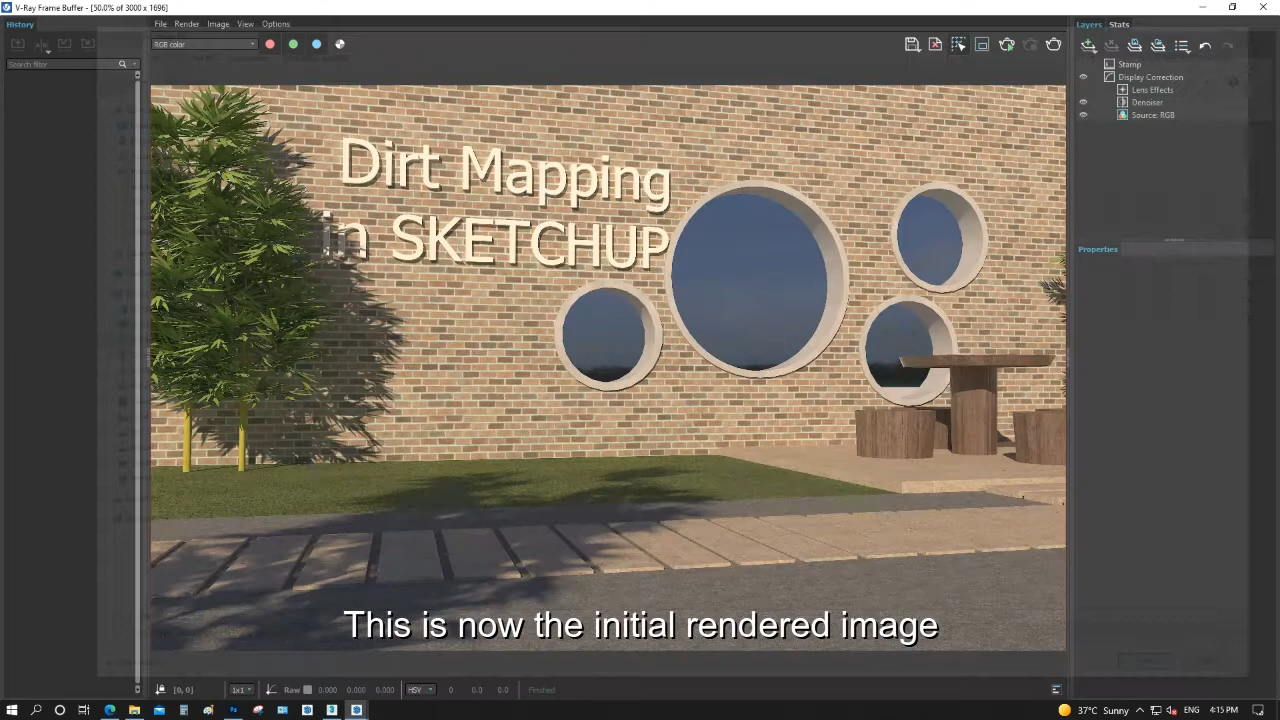 V-Ray Frame Buffer - [50.0% of 3000 x 1696]
History
File Render Image View Options
Layers Stats
RGB color
Search filter
Stamp
Display Correction
Lens Effects
Denoiser
Source: RGB
Dirt Mapping
in SKETCHUP
Properties
This is now the initial rendered image
[0, 0]
1x1
Raw
0.000 0.000 0.000
HSV
0 0.0 0.0
Finished
37°C Sunny
ENG
4:15 PM